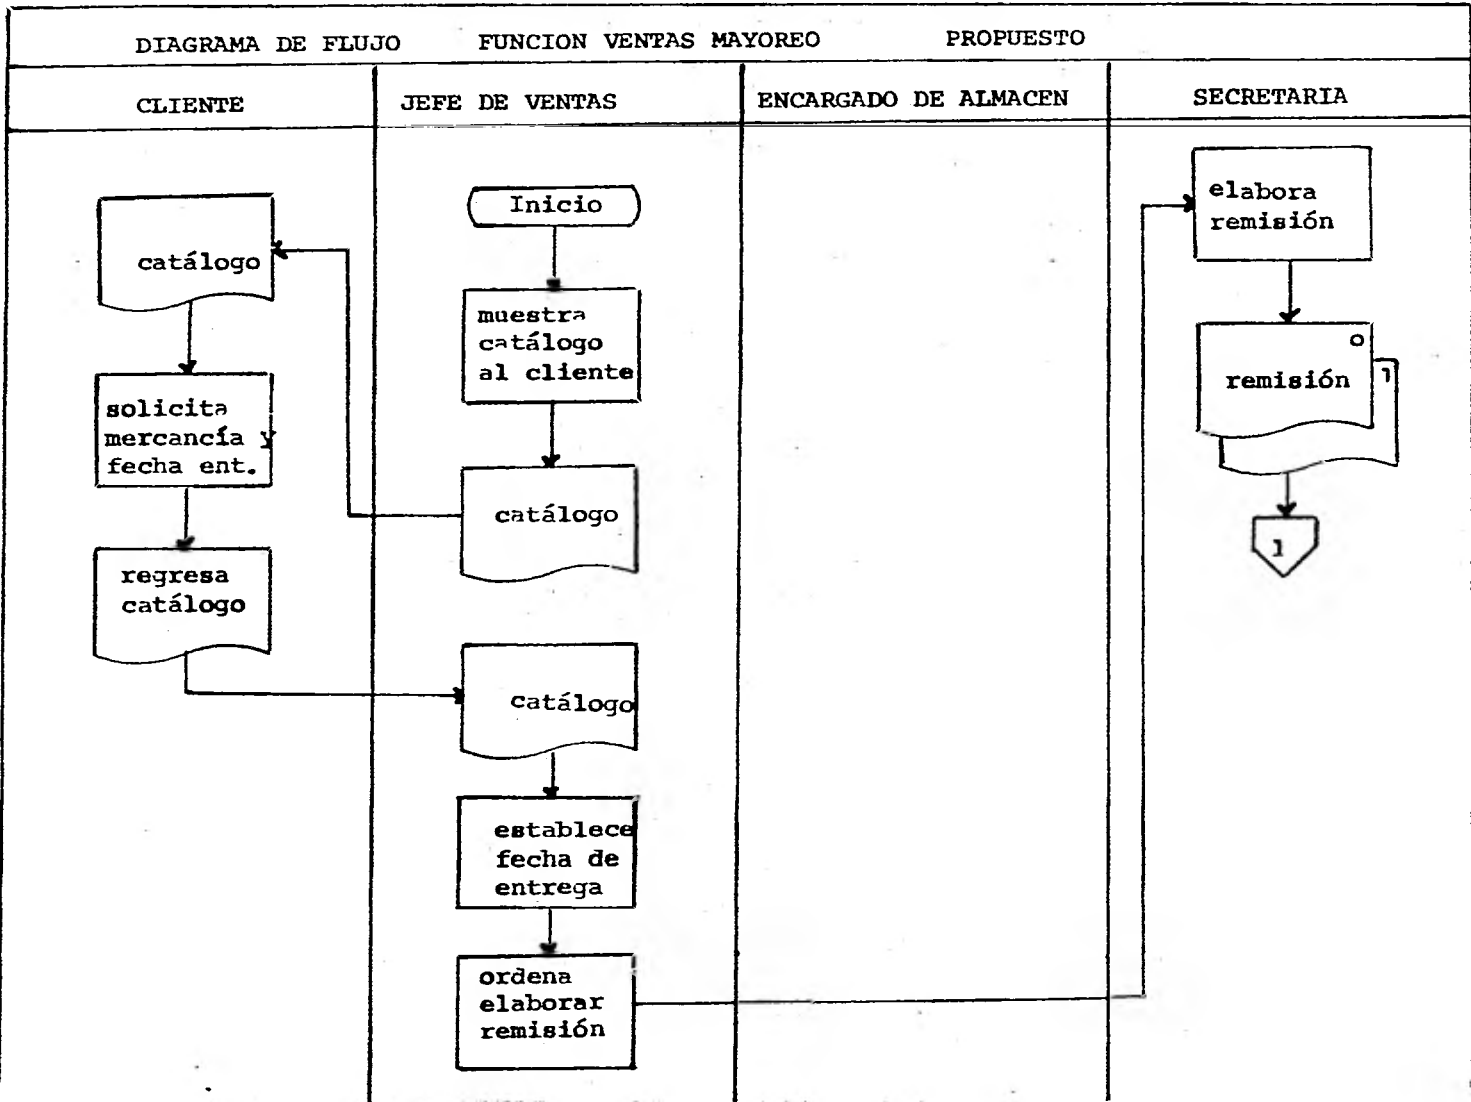 DIAGRAMA DE FLUJO FUNCION VENTAS MAYOREO PROPUESTO
CLIENTE JEFE DE VENTAS ENCARGADO DE ALMACEN SECRETARIA
catálogo
solicita
mercancía y
fecha ent.
regresa
catálogo
Inicio
muestra
catálogo
al cliente
catálogo
catálogo
establece
fecha de
entrega
ordena
elaborar
remisión
elabora
remisión
O
remisión
1
1